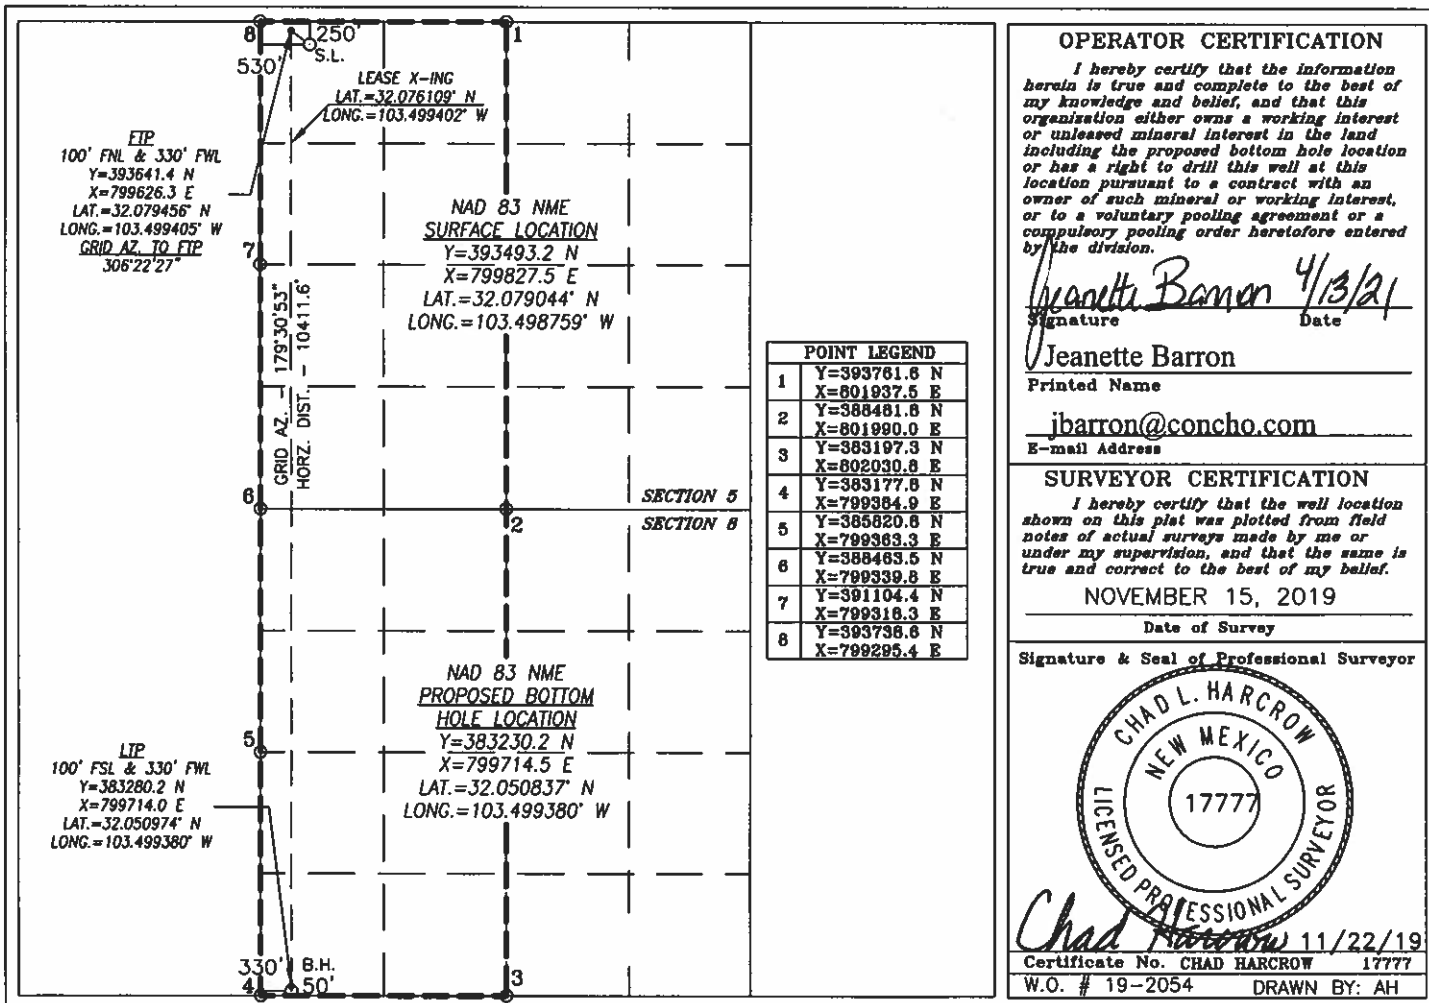 8
250'
1
530'
S.L.
LEASE X-ING
LAT.=32.076109° N
LONG.=103.499402° W
FTP
100' FNL & 330' FWL
Y=393641.4 N
X=799626.3 E
LAT.=32.079456° N
LONG.=103.499405° W
GRID AZ. TO FTP
306°22'27"
NAD 83 NME
SURFACE LOCATION
Y=393493.2 N
X=799827.5 E
LAT.=32.079044° N
LONG.=103.498759° W
7
GRID AZ. - 179°30'53"
HORZ. DIST. - 10411.6'
6
SECTION 5
SECTION 8
2
NAD 83 NME
PROPOSED BOTTOM
HOLE LOCATION
Y=383230.2 N
X=799714.5 E
LAT.=32.050837° N
LONG.=103.499380° W
5
LTP
100' FSL & 330' FWL
Y=383280.2 N
X=799714.0 E
LAT.=32.050974° N
LONG.=103.499380° W
330'
B.H.
4
50'
3
POINT LEGEND
1
Y=393761.6 N
X=801937.5 E
2
Y=388481.8 N
X=801990.0 E
3
Y=383197.3 N
X=802030.8 E
4
Y=383177.8 N
X=799384.9 E
5
Y=385820.8 N
X=799363.3 E
6
Y=388463.5 N
X=799339.8 E
7
Y=391104.4 N
X=799318.3 E
8
Y=393738.6 N
X=799295.4 E
OPERATOR CERTIFICATION
I hereby certify that the information
herein is true and complete to the best of
my knowledge and belief, and that this
organization either owns a working interest
or unleased mineral interest in the land
including the proposed bottom hole location
or has a right to drill this well at this
location pursuant to a contract with an
owner of such mineral or working interest,
or to a voluntary pooling agreement or a
compulsory pooling order heretofore entered
by the division.
Jeanette Barron 4/13/21
Signature Date
Jeanette Barron
Printed Name
jbarron@concho.com
E-mail Address
SURVEYOR CERTIFICATION
I hereby certify that the well location
shown on this plat was plotted from field
notes of actual surveys made by me or
under my supervision, and that the same is
true and correct to the best of my belief.
NOVEMBER 15, 2019
Date of Survey
Signature & Seal of Professional Surveyor
CHAD L. HARCROW
NEW MEXICO
17777
LICENSED PROFESSIONAL SURVEYOR
Chad Harcrow 11/22/19
Certificate No. CHAD HARCROW 17777
W.O. # 19-2054 DRAWN BY: AH